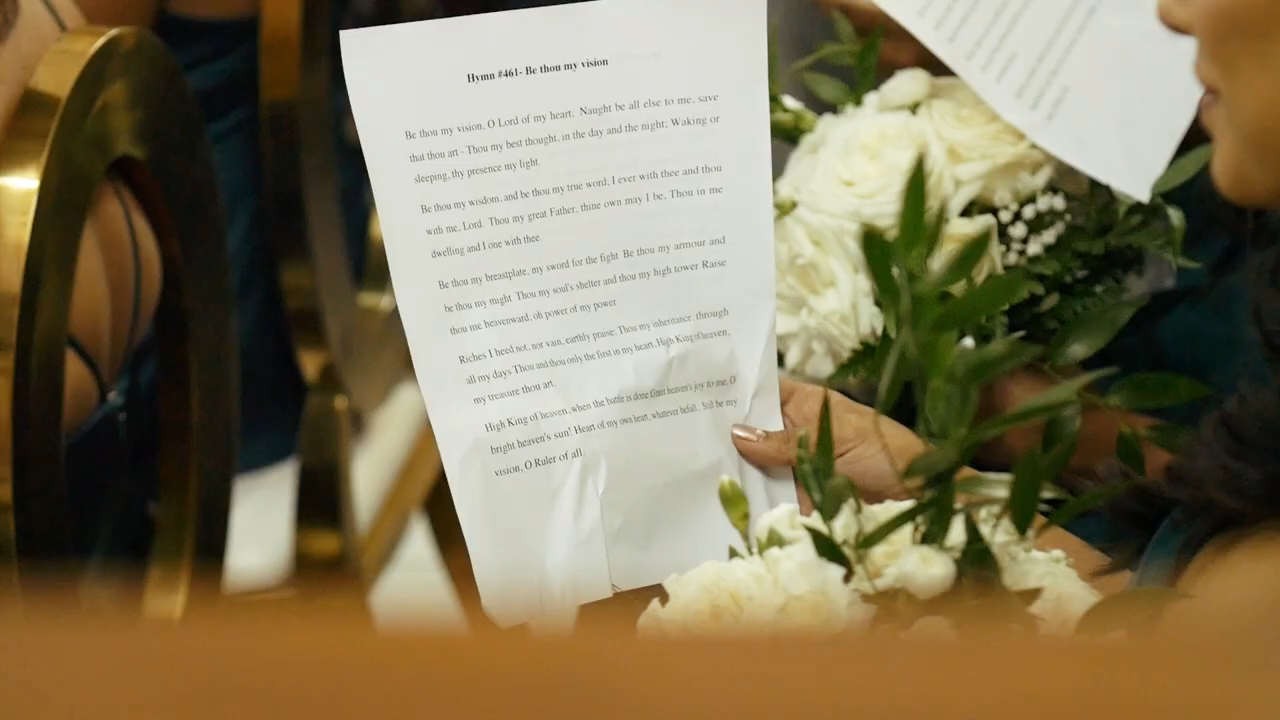 Hymn #461- Be thou my vision
Be thou my vision, O Lord of my heart; Naught be all else to me, save
that thou art - Thou my best thought, in the day and the night; Waking or
sleeping, thy presence my light.
Be thou my wisdom, and be thou my true word; I ever with thee and thou
with me, Lord. Thou my great Father, thine own may I be, Thou in me
dwelling and I one with thee.
Be thou my breastplate, my sword for the fight. Be thou my armour and
be thou my might. Thou my soul's shelter and thou my high tower Raise
thou me heavenward, oh power of my power
Riches I heed not, nor vain, earthly praise; Thou my inheritance, through
all my days Thou and thou only the first in my heart, High King of heaven,
my treasure thou art.
High King of heaven, when the battle is done Grant heaven's joy to me, O
bright heaven's sun! Heart of my own heart, whatever befall, Still be my
vision, O Ruler of all.